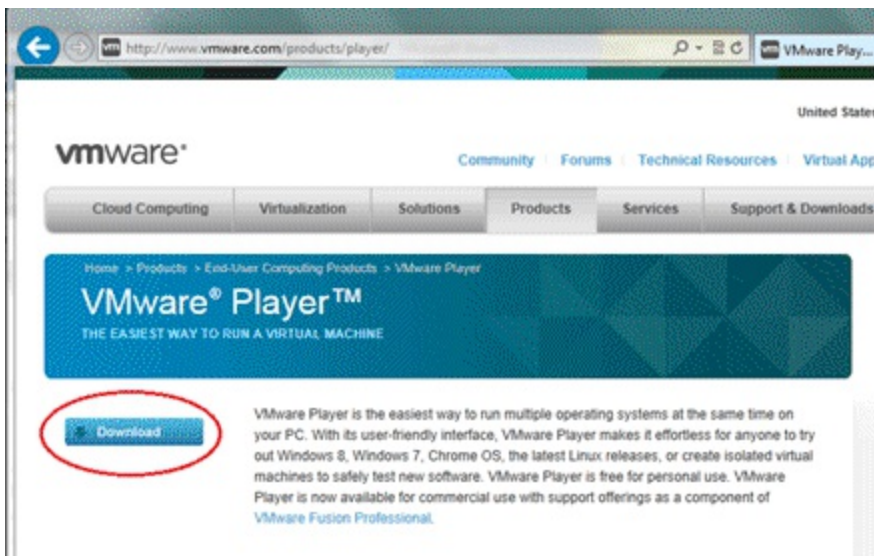 http://www.vmware.com/products/player/
VMware Play...
United States
vmware®
Community Forums Technical Resources Virtual App
Cloud Computing Virtualization Solutions Products Services Support & Downloads
Home > Products > End-User Computing Products > VMware Player
VMware® Player™
THE EASIEST WAY TO RUN A VIRTUAL MACHINE
Download
VMware Player is the easiest way to run multiple operating systems at the same time on
your PC. With its user-friendly interface, VMware Player makes it effortless for anyone to try
out Windows 8, Windows 7, Chrome OS, the latest Linux releases, or create isolated virtual
machines to safely test new software. VMware Player is free for personal use. VMware
Player is now available for commercial use with support offerings as a component of
VMware Fusion Professional.